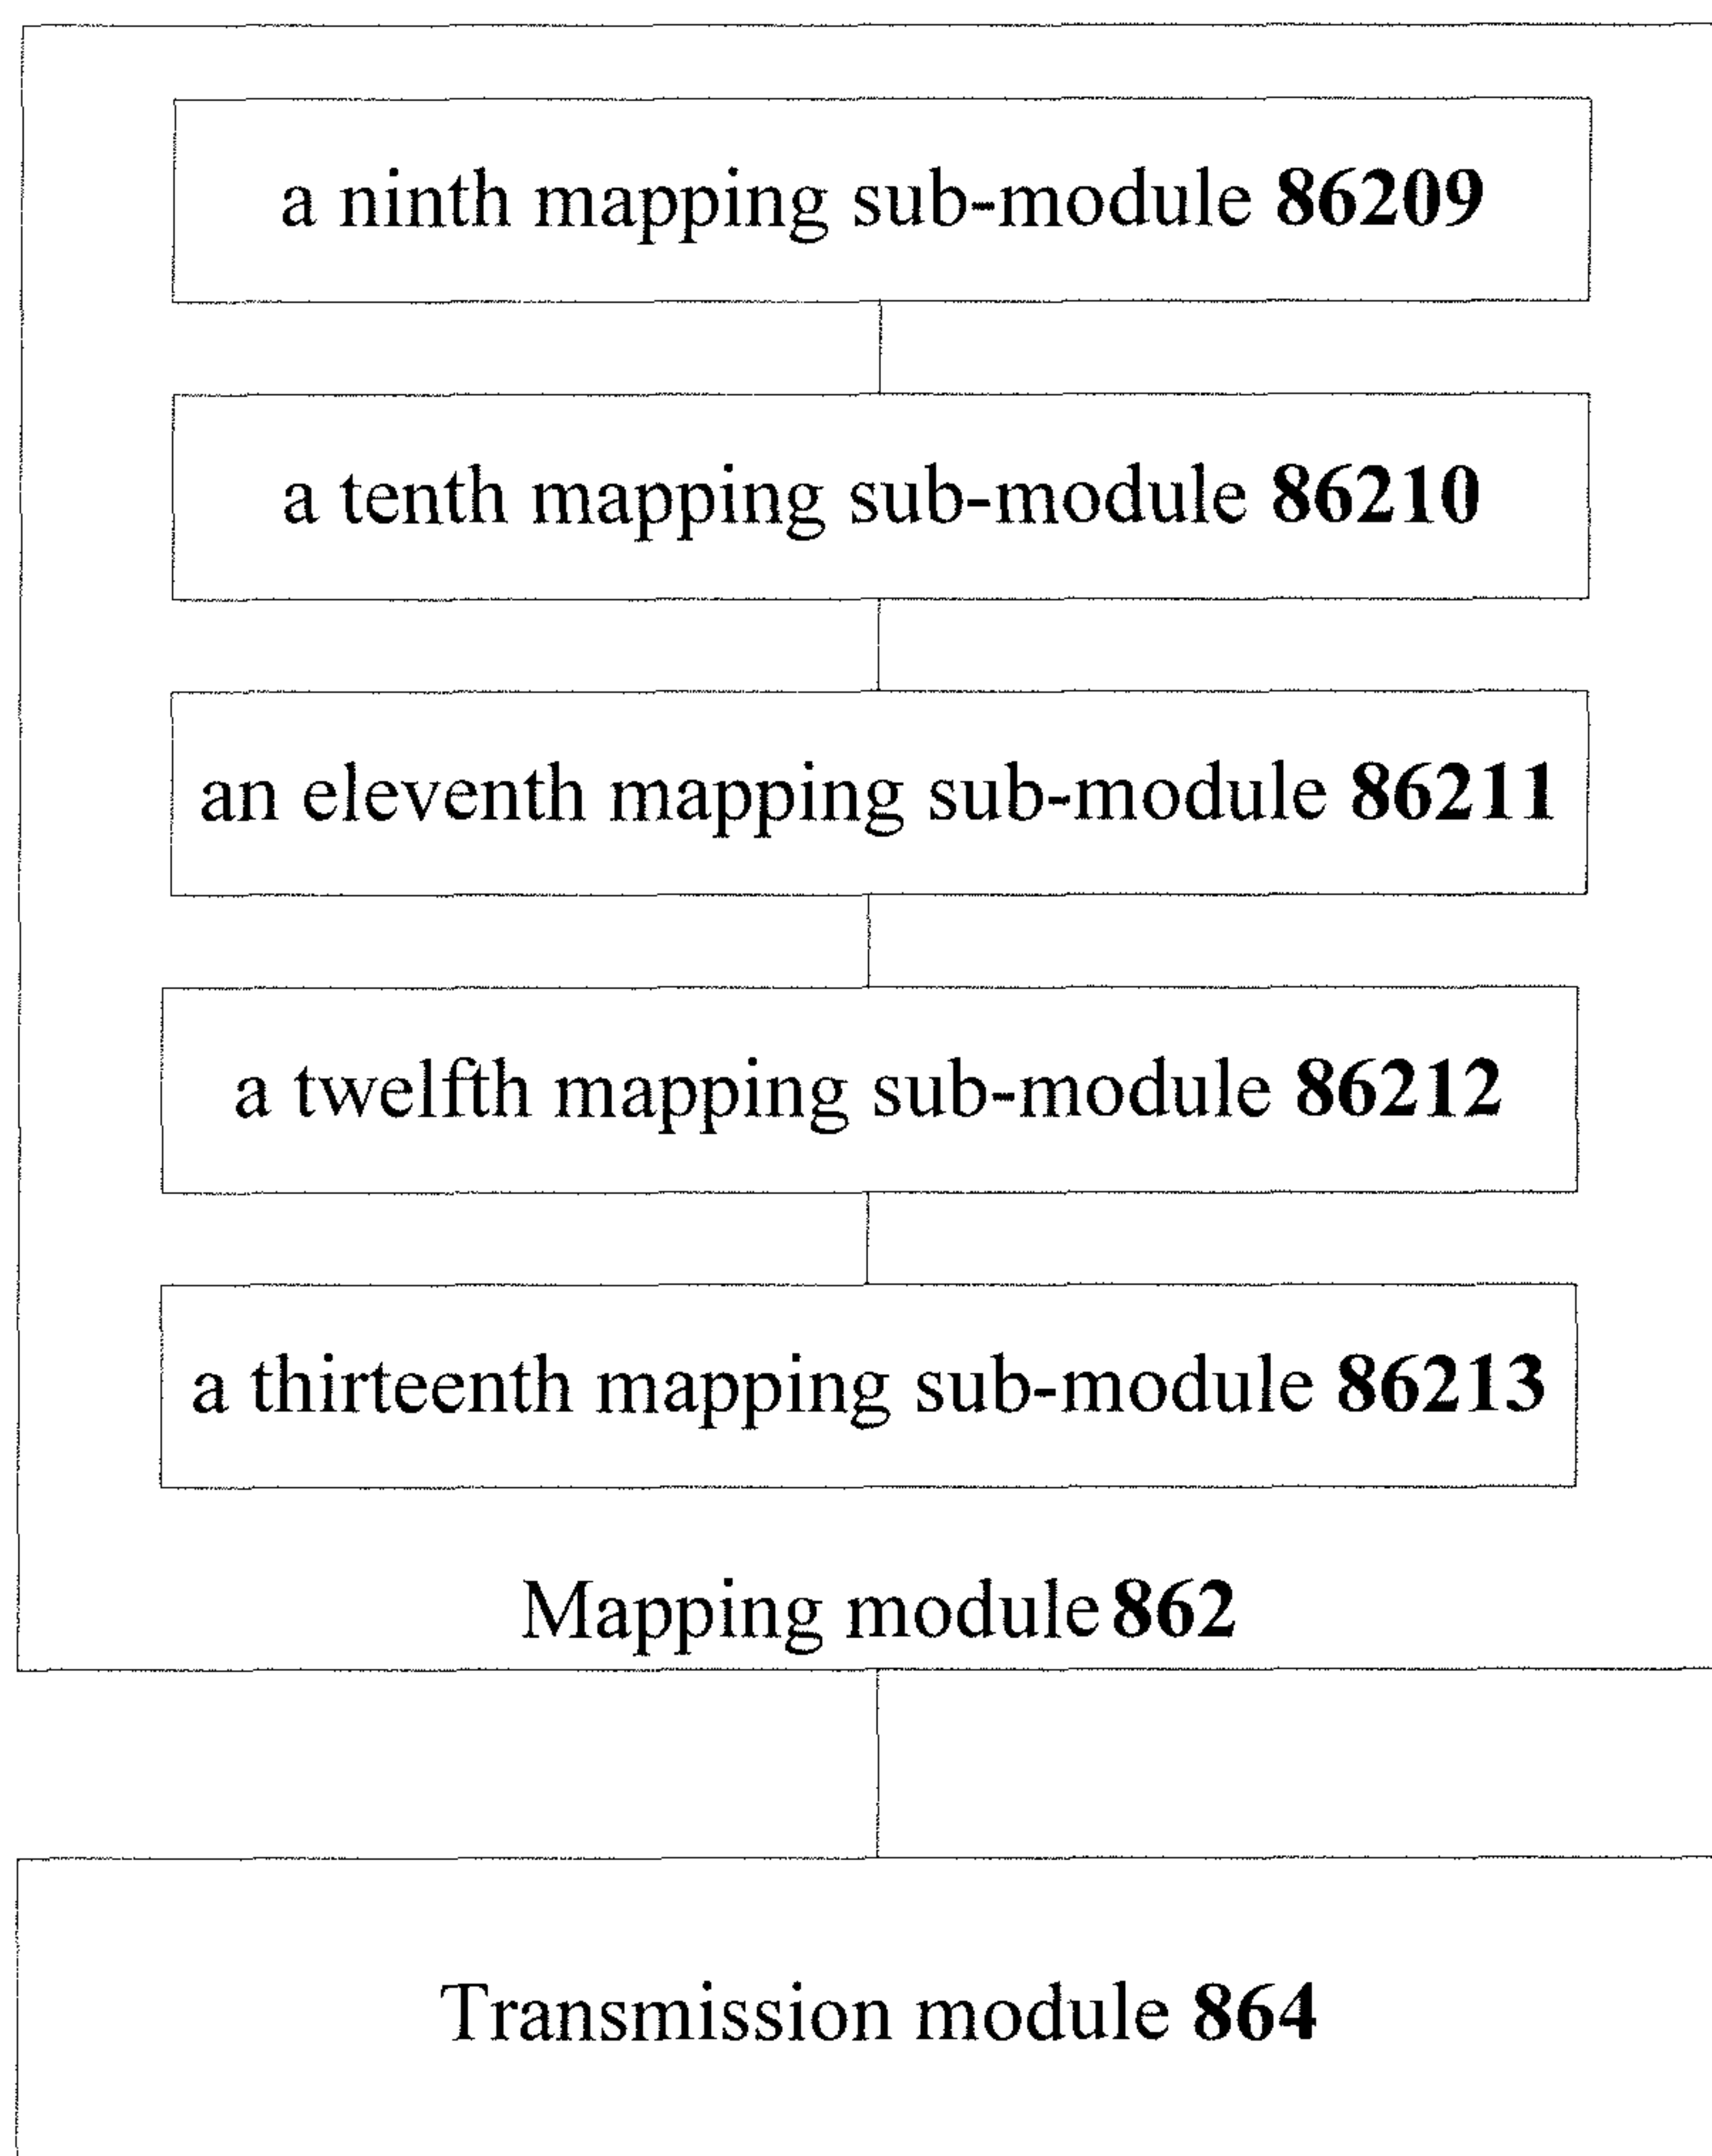 a ninth mapping sub-module 86209
a tenth mapping sub-module 86210
an eleventh mapping sub-module 86211
a twelfth mapping sub-module 86212
a thirteenth mapping sub-module 86213
Mapping module 862
Transmission module 864